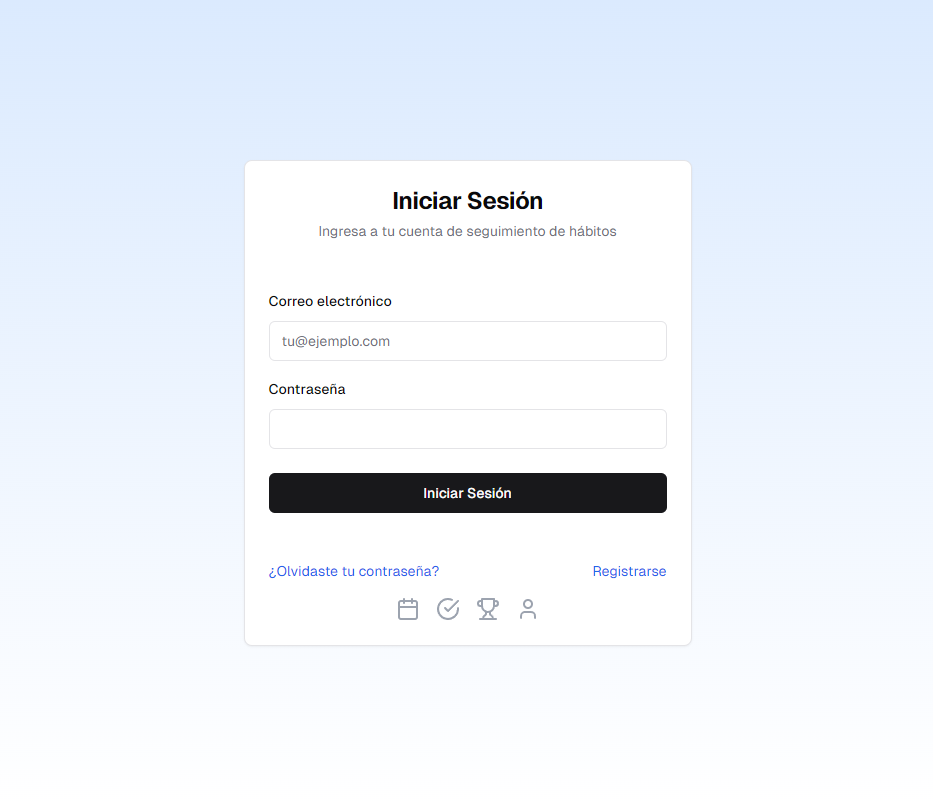 Iniciar Sesión
Ingresa a tu cuenta de seguimiento de hábitos
Correo electrónico
tu@ejemplo.com
Contraseña
Iniciar Sesión
¿Olvidaste tu contraseña? Registrarse